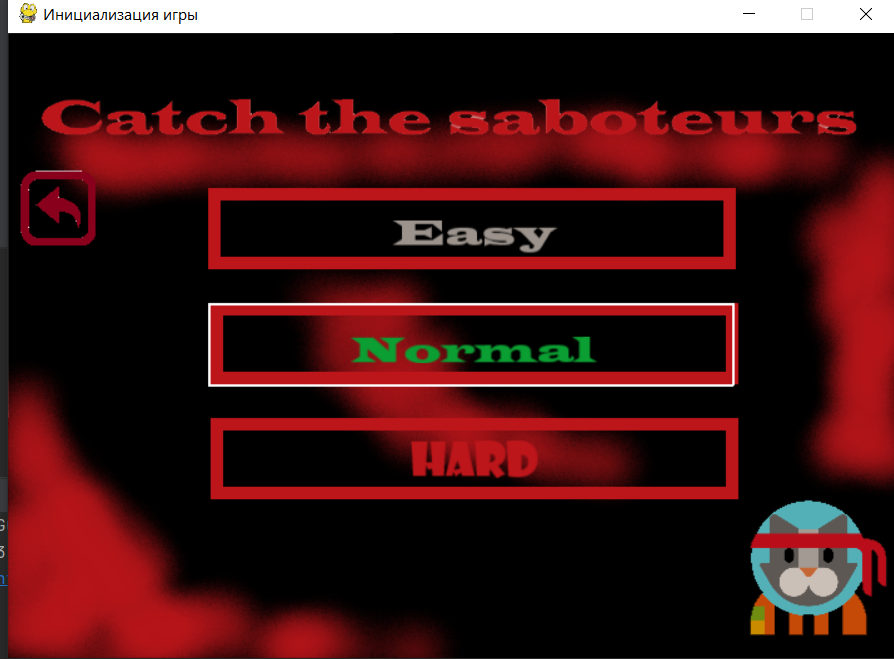 Инициализация игры
Catch the saboteurs
Easy
Normal
HARD